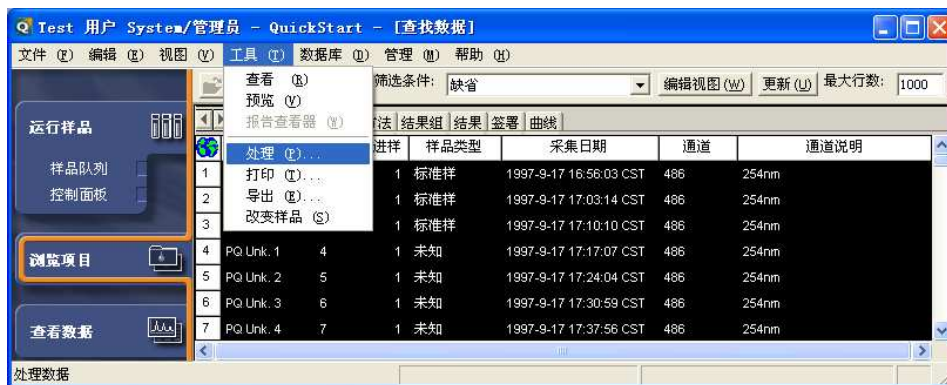 Test 用户 System/管理员 - QuickStart - [查找数据]
文件 (F) 编辑 (E) 视图 (V) 工具 (T) 数据库 (D) 管理 (M) 帮助 (H)
查看 (R)
预览 (V)
报告查看器 (W)
处理 (P)...
打印 (T)...
导出 (E)...
改变样品 (S)
筛选条件: 缺省 编辑视图(W) 更新(U) 最大行数: 1000
运行样品
样品队列
控制面板
浏览项目
查看数据
法 结果组 结果 签署 曲线
进样 样品类型 采集日期 通道 通道说明
1 1 标准样 1997-9-17 16:56:03 CST 486 254nm
2 1 标准样 1997-9-17 17:03:14 CST 486 254nm
3 1 标准样 1997-9-17 17:10:10 CST 486 254nm
4 PQ Unk. 1 4 1 未知 1997-9-17 17:17:07 CST 486 254nm
5 PQ Unk. 2 5 1 未知 1997-9-17 17:24:04 CST 486 254nm
6 PQ Unk. 3 6 1 未知 1997-9-17 17:30:59 CST 486 254nm
7 PQ Unk. 4 7 1 未知 1997-9-17 17:37:56 CST 486 254nm
处理数据